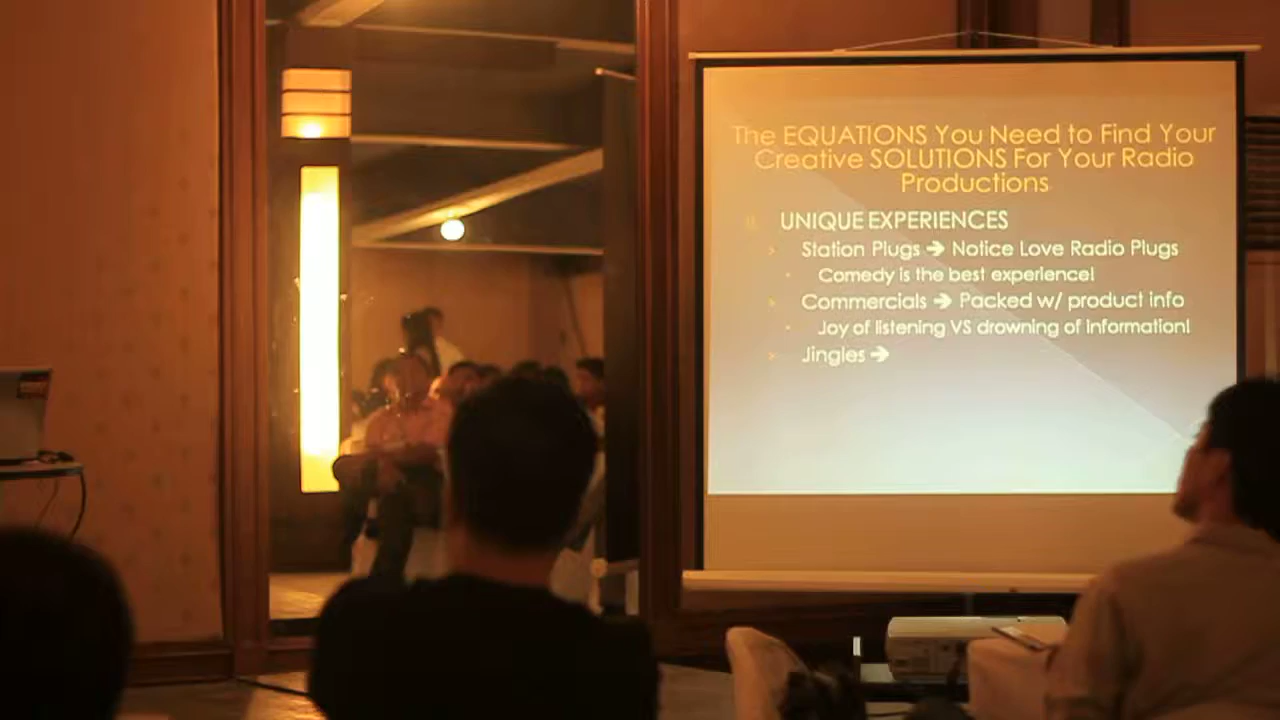 The EQUATIONS You Need to Find Your
Creative SOLUTIONS For Your Radio
Productions
UNIQUE EXPERIENCES
Station Plugs → Notice Love Radio Plugs
Comedy is the best experience!
Commercials → Packed w/ product info
Joy of listening VS drowning of information!
Jingles →